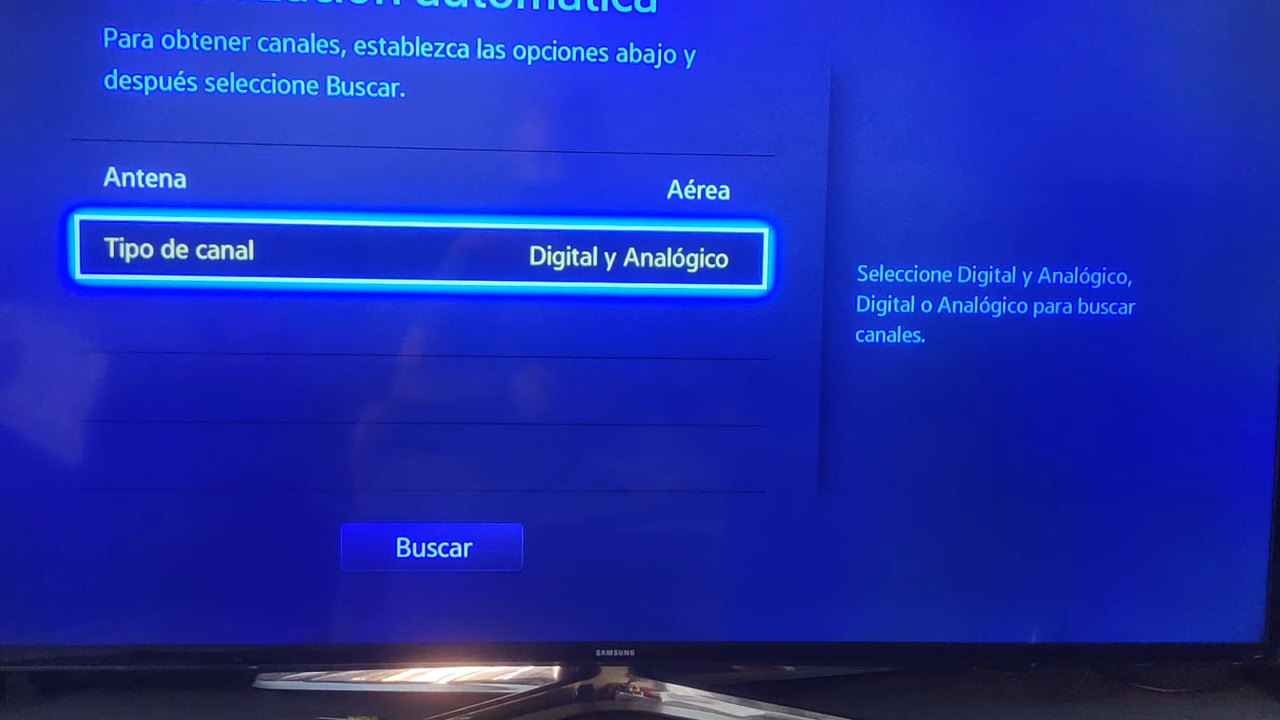 automática
Para obtener canales, establezca las opciones abajo y
después seleccione Buscar.
Antena Aérea
Tipo de canal Digital y Analógico
Seleccione Digital y Analógico,
Digital o Analógico para buscar
canales.
Buscar
SAMSUNG